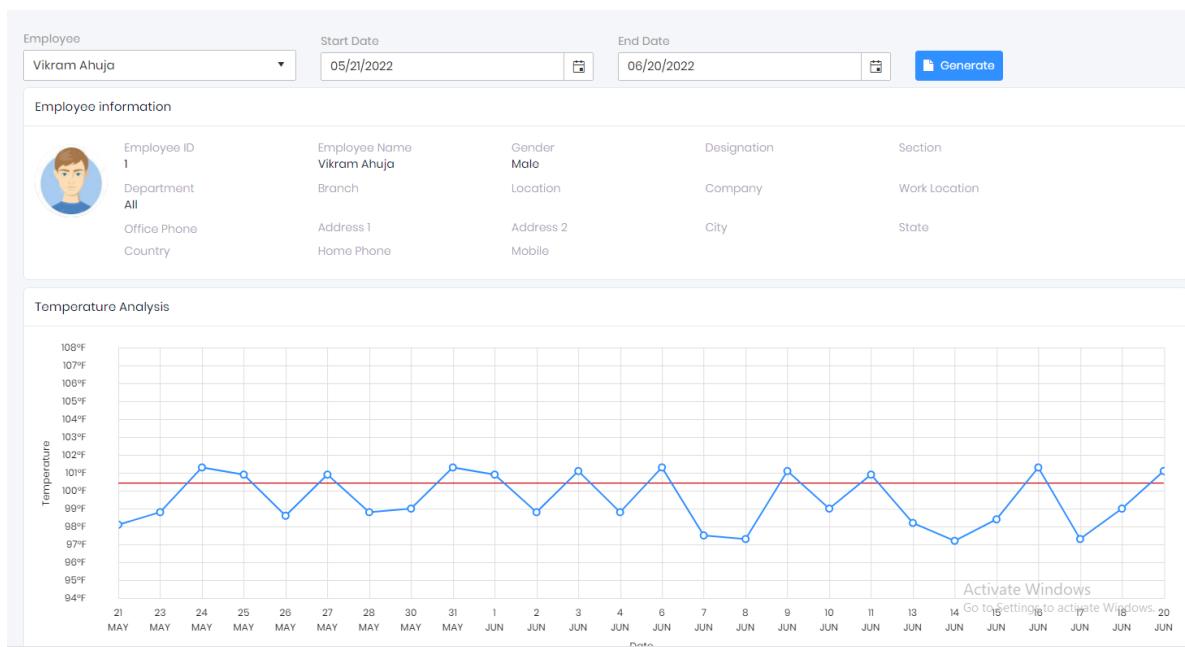 Employee
Start Date
End Date
Vikram Ahuja
05/21/2022
06/20/2022
Generate
Employee information
Employee ID
Employee Name
Gender
Designation
Section
1
Vikram Ahuja
Male
Department
Branch
Location
Company
Work Location
All
Office Phone
Address 1
Address 2
City
State
Country
Home Phone
Mobile
Temperature Analysis
108°F
107°F
106°F
105°F
104°F
103°F
102°F
101°F
100°F
99°F
98°F
97°F
96°F
95°F
94°F
Temperature
21 23 24 25 26 27 28 30 31 1 2 3 4 6 7 8 9 10 11 13 14 15 16 17 18 20
MAY MAY MAY MAY MAY MAY MAY MAY MAY JUN JUN JUN JUN JUN JUN JUN JUN JUN JUN JUN JUN JUN JUN JUN JUN JUN
Date
Activate Windows
Go to Settings to activate Windows.